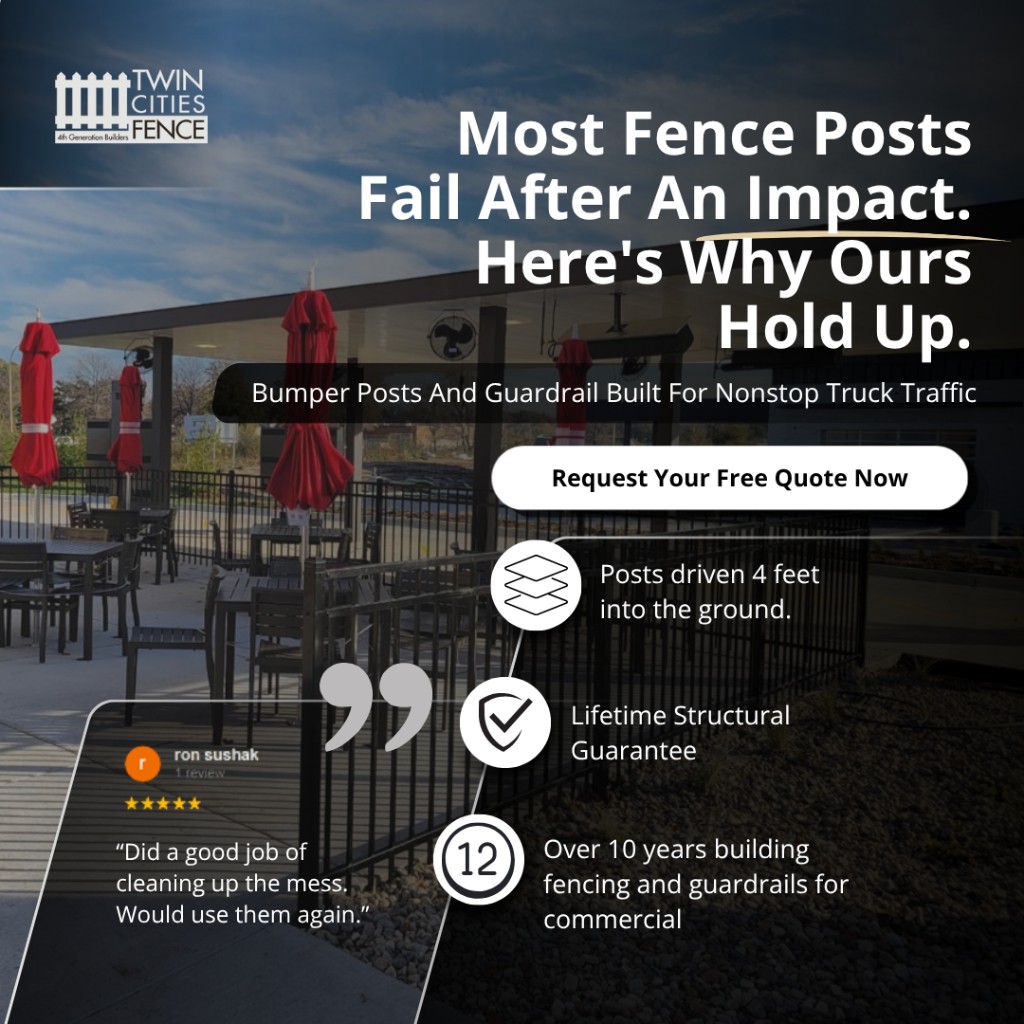 TWIN
CITIES
FENCE
4th Generation Builders
Most Fence Posts
Fail After An Impact.
Here's Why Ours
Hold Up.
Bumper Posts And Guardrail Built For Nonstop Truck Traffic
Request Your Free Quote Now
Posts driven 4 feet
into the ground.
Lifetime Structural
Guarantee
12
Over 10 years building
fencing and guardrails for
commercial
”
r
ron sushak
1 review
“Did a good job of
cleaning up the mess.
Would use them again.”